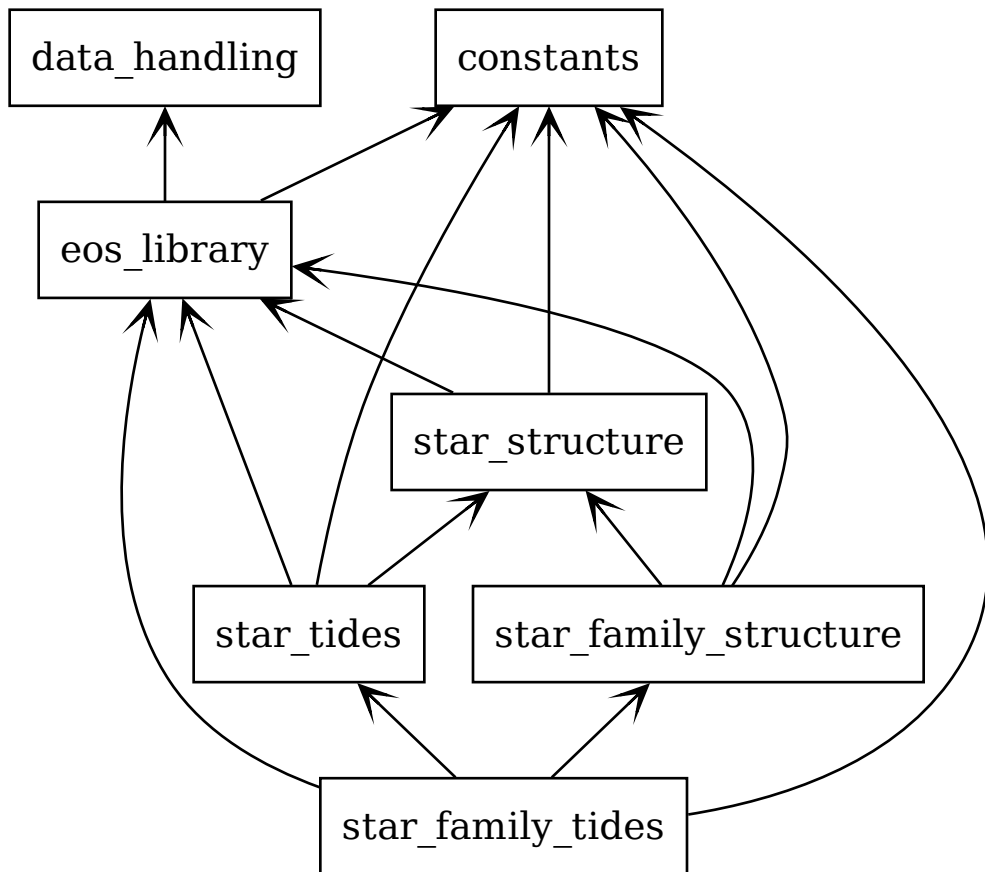 data_handling
constants
eos_library
star_structure
star_tides
star_family_structure
star_family_tides